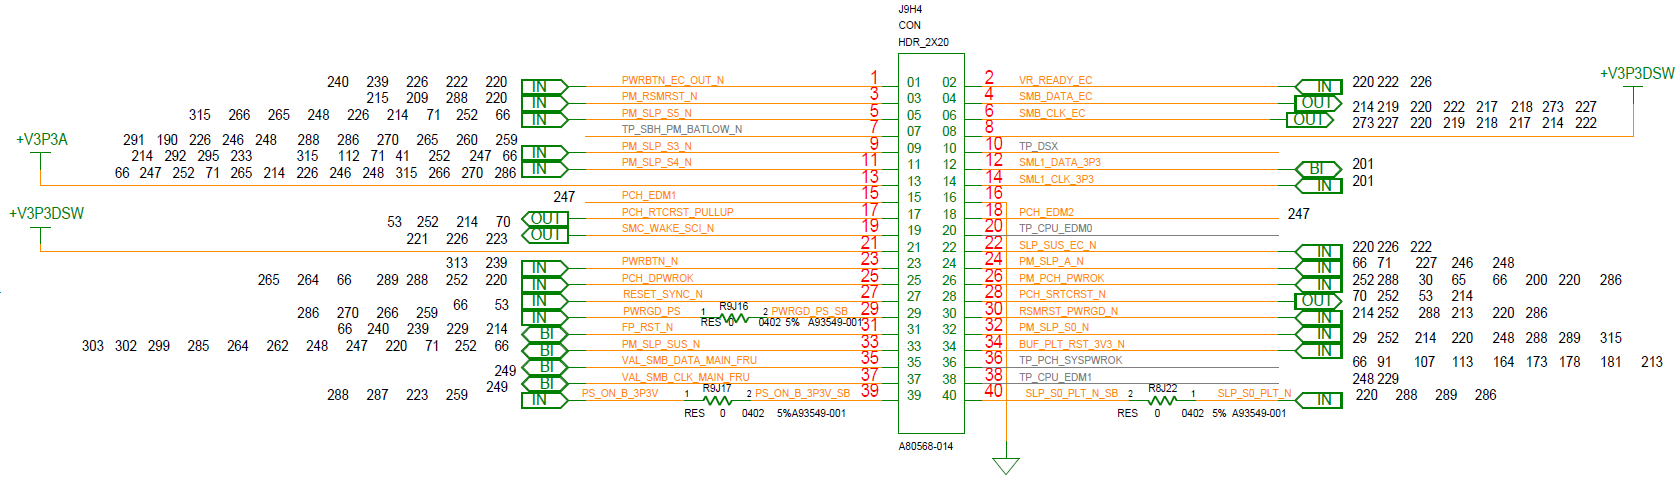 J9H4
CON
HDR_2X20
240 239 226 222 220 IN PWRBTN_EC_OUT_N 1 01 02 2 VR_READY_EC IN 220 222 226 +V3P3DSW
215 209 288 220 IN PM_RSMRST_N 3 03 04 4 SMB_DATA_EC OUT 214 219 220 222 217 218 273 227
315 266 265 248 226 214 71 252 66 IN PM_SLP_S5_N 5 05 06 6 SMB_CLK_EC OUT 273 227 220 219 218 217 214 222
TP_SBH_PM_BATLOW_N 7 07 08 8
+V3P3A 291 190 226 246 248 288 286 270 265 260 259
214 292 295 233 315 112 71 41 252 247 66 IN PM_SLP_S3_N 9 09 10 10 TP_DSX
66 247 252 71 265 214 226 246 248 315 266 270 286 IN PM_SLP_S4_N 11 11 12 12 SML1_DATA_3P3 BI 201
13 13 14 14 SML1_CLK_3P3 IN 201
247 PCH_EDM1 15 15 16 16
+V3P3DSW 53 252 214 70 OUT PCH_RTCRST_PULLUP 17 17 18 18 PCH_EDM2 247
221 226 223 OUT SMC_WAKE_SCI_N 19 19 20 20 TP_CPU_EDM0
21 21 22 22 SLP_SUS_EC_N IN 220 226 222
313 239 IN PWRBTN_N 23 23 24 24 PM_SLP_A_N IN 66 71 227 246 248
265 264 66 289 288 252 220 IN PCH_DPWROK 25 25 26 26 PM_PCH_PWROK IN 252 288 30 65 66 200 220 286
66 53 IN RESET_SYNC_N 27 27 28 28 PCH_SRTCRST_N OUT 70 252 53 214
286 270 266 259 IN PWRGD_PS 1 R9J16 2 PWRGD_PS_SB 29 29 30 30 RSMRST_PWRGD_N IN 214 252 288 213 220 286
RES 0 0402 5% A93549-001
66 240 239 229 214 BI FP_RST_N 31 31 32 32 PM_SLP_S0_N IN 29 252 214 220 248 288 289 315
303 302 299 285 264 262 248 247 220 71 252 66 BI PM_SLP_SUS_N 33 33 34 34 BUF_PLT_RST_3V3_N IN 66 91 107 113 164 173 178 181 213
249 BI VAL_SMB_DATA_MAIN_FRU 35 35 36 36 TP_PCH_SYSPWROK
249 BI VAL_SMB_CLK_MAIN_FRU 37 37 38 38 TP_CPU_EDM1 248 229
288 287 223 259 IN PS_ON_B_3P3V 1 R9J17 2 PS_ON_B_3P3V_SB 39 39 40 40 SLP_S0_PLT_N_SB 2 R8J22 1 SLP_S0_PLT_N IN 220 288 289 286
RES 0 0402 5%A93549-001 RES 0 0402 5% A93549-001
A80568-014